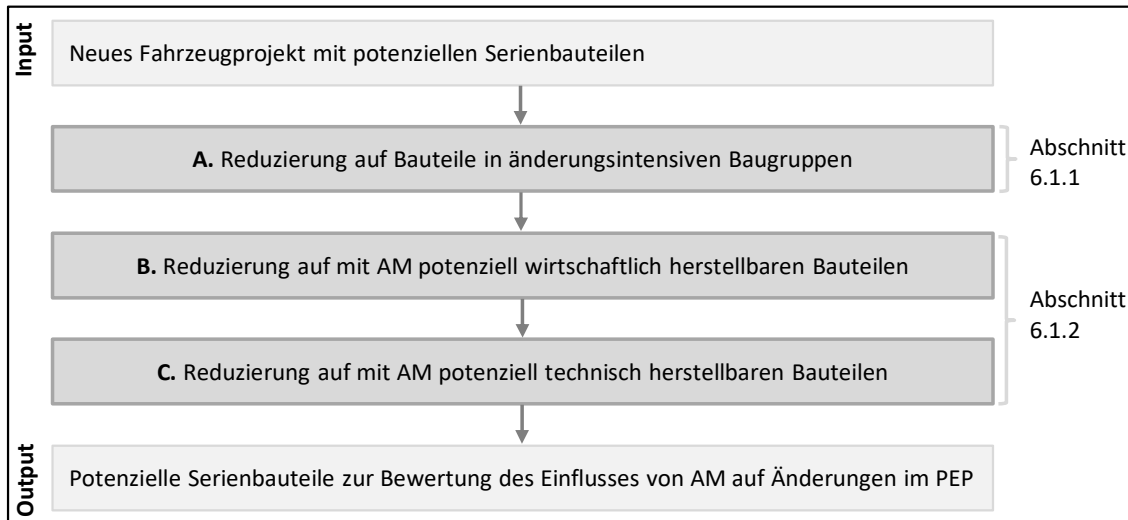 Input
Neues Fahrzeugprojekt mit potenziellen Serienbauteilen
A. Reduzierung auf Bauteile in änderungsintensiven Baugruppen
Abschnitt
6.1.1
B. Reduzierung auf mit AM potenziell wirtschaftlich herstellbaren Bauteilen
Abschnitt
6.1.2
C. Reduzierung auf mit AM potenziell technisch herstellbaren Bauteilen
Output
Potenzielle Serienbauteile zur Bewertung des Einflusses von AM auf Änderungen im PEP